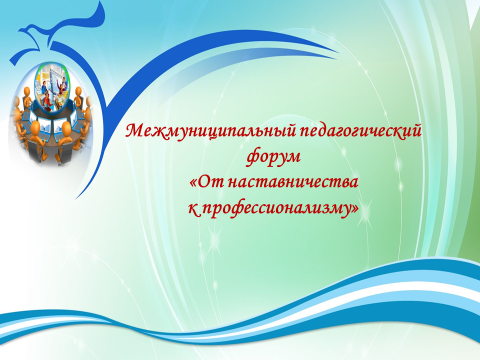 Межмуниципальный педагогический
форум
«От наставничества
к профессионализму»